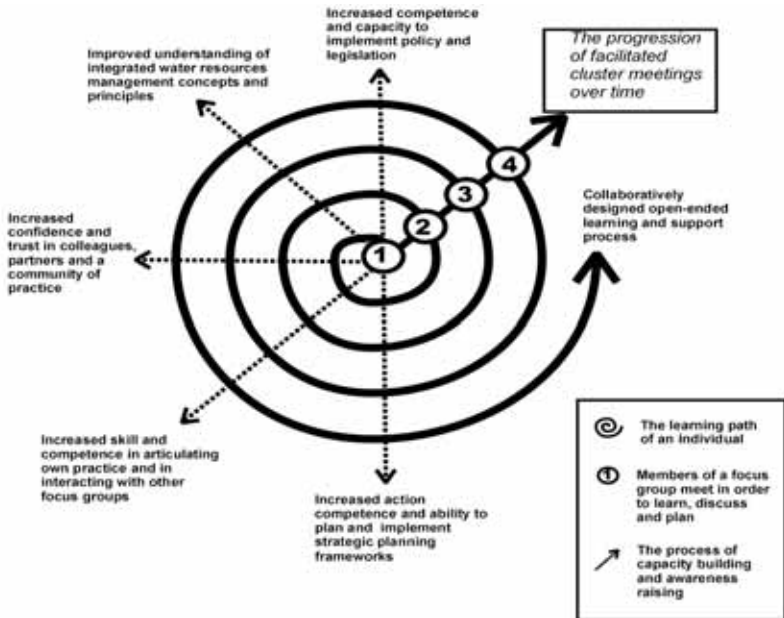 Increased competence
and capacity to
implement policy and
legislation
The progression
of facilitated
cluster meetings
over time
Improved understanding of
integrated water resources
management concepts and
principles
4
3
2
1
Collaboratively
designed open-ended
learning and support
process
Increased
confidence and
trust in colleagues,
partners and a
community of
practice
Increased skill and
competence in articulating
own practice and in
interacting with other
focus groups
Increased action
competence and ability to
plan and implement
strategic planning
frameworks
The learning path
of an individual
1
Members of a focus
group meet in order
to learn, discuss
and plan
The process of
capacity building
and awareness
raising